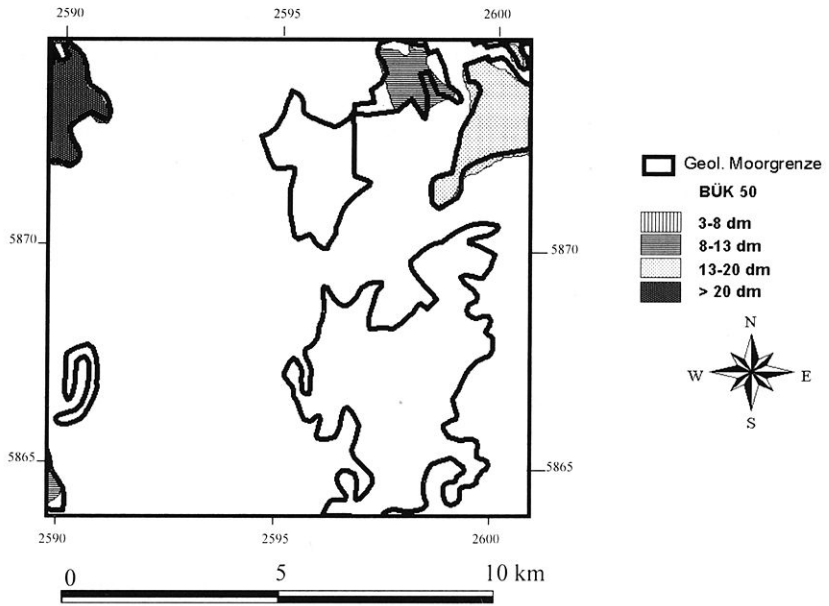 2590 2595 2600
5870 5870
5865 5865
2590 2595 2600
0 5 10 km
Geol. Moorgrenze
BÜK 50
3-8 dm
8-13 dm
13-20 dm
> 20 dm
N
W E
S